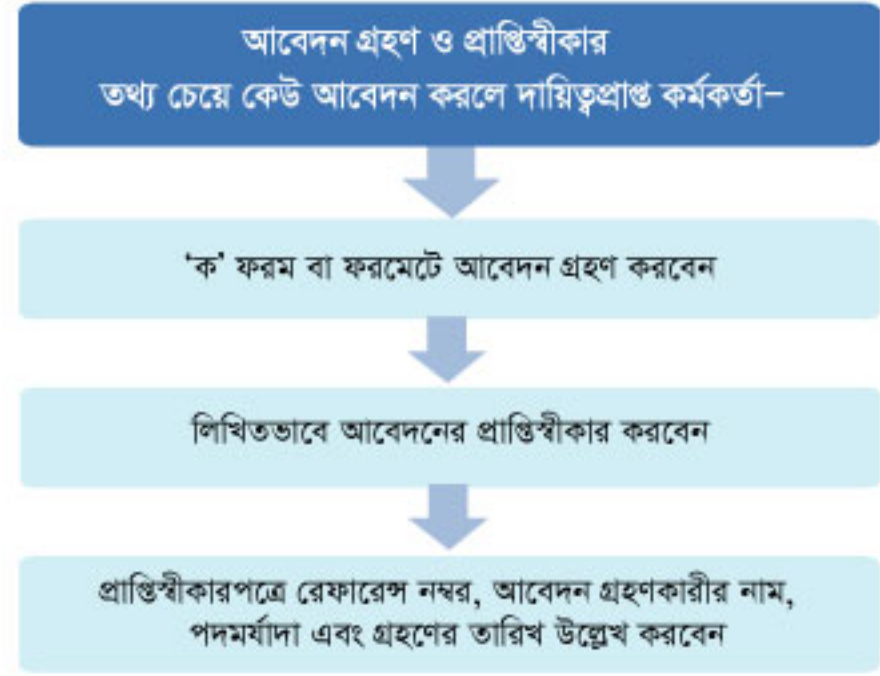 আবেদন গ্রহণ ও প্রাপ্তিস্বীকার
তথ্য চেয়ে কেউ আবেদন করলে দায়িত্বপ্রাপ্ত কর্মকর্তা–
‘ক’ ফরম বা ফরমেটে আবেদন গ্রহণ করবেন
লিখিতভাবে আবেদনের প্রাপ্তিস্বীকার করবেন
প্রাপ্তিস্বীকারপত্রে রেফারেন্স নম্বর, আবেদন গ্রহণকারীর নাম,
পদমর্যাদা এবং গ্রহণের তারিখ উল্লেখ করবেন